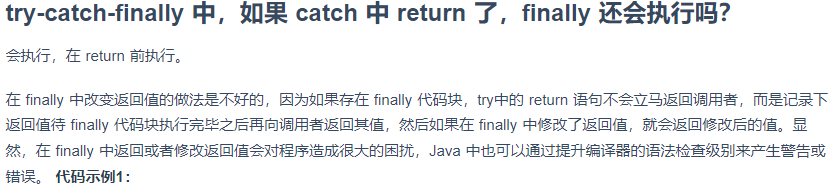 try-catch-finally 中，如果 catch 中 return 了，finally 还会执行吗？
会执行，在 return 前执行。
在 finally 中改变返回值的做法是不好的，因为如果存在 finally 代码块，try中的 return 语句不会立马返回调用者，而是记录下
返回值待 finally 代码块执行完毕之后再向调用者返回其值，然后如果在 finally 中修改了返回值，就会返回修改后的值。显
然，在 finally 中返回或者修改返回值会对程序造成很大的困扰，Java 中也可以通过提升编译器的语法检查级别来产生警告或
错误。 代码示例1：